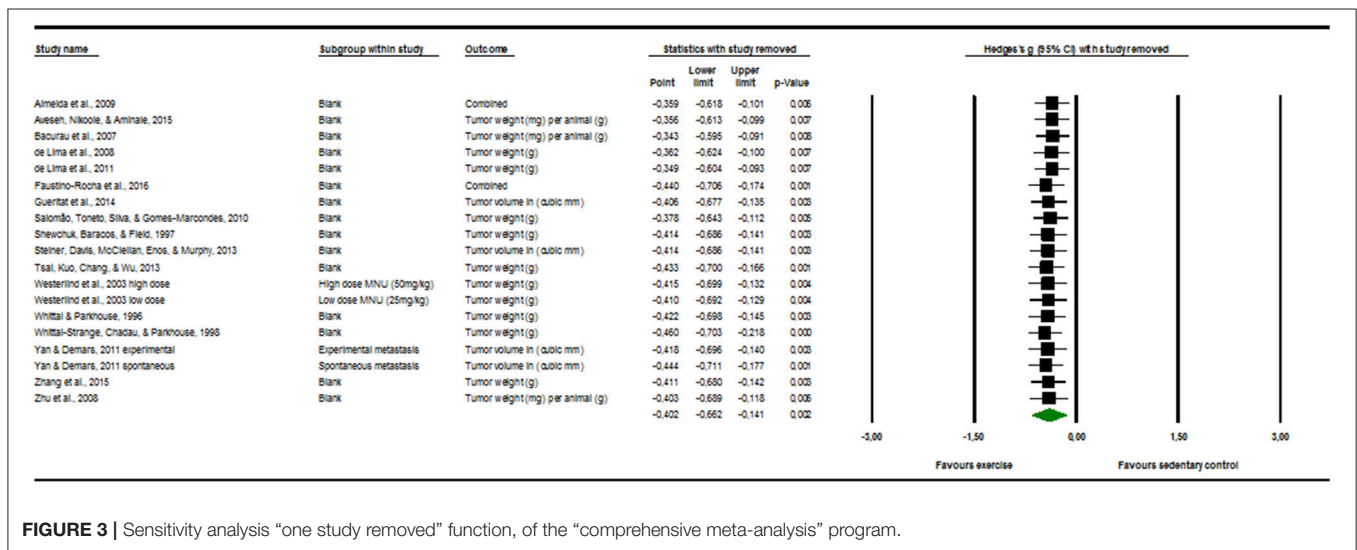 Study name Subgroup within study Outcome Statistics with study removed Hedges's g (95% CI) with study removed
Lower Upper
Point limit limit p-Value
Almeida et al., 2009 Blank Combined -0,359 -0,618 -0,101 0,006
Aveseh, Nikooie, & Aminaie, 2015 Blank Tumor weight (mg) per animal (g) -0,356 -0,613 -0,099 0,007
Bacurau et al., 2007 Blank Tumor weight (mg) per animal (g) -0,343 -0,595 -0,091 0,008
de Lima et al., 2008 Blank Tumor weight (g) -0,362 -0,624 -0,100 0,007
de Lima et al., 2011 Blank Tumor weight (g) -0,349 -0,604 -0,093 0,007
Faustino-Rocha et al., 2016 Blank Combined -0,440 -0,706 -0,174 0,001
Gueritat et al., 2014 Blank Tumor volume in (cubic mm) -0,406 -0,677 -0,135 0,003
Salomão, Toneto, Silva, & Gomes-Marcondes, 2010 Blank Tumor weight (g) -0,378 -0,643 -0,112 0,005
Shewchuk, Baracos, & Field, 1997 Blank Tumor weight (g) -0,414 -0,686 -0,141 0,003
Steiner, Davis, McClellan, Enos, & Murphy, 2013 Blank Tumor volume in (cubic mm) -0,414 -0,686 -0,141 0,003
Tsai, Kuo, Chang, & Wu, 2013 Blank Tumor weight (g) -0,433 -0,700 -0,166 0,001
Westerlind et al., 2003 high dose High dose MNU (50mg/kg) Tumor weight (g) -0,415 -0,699 -0,132 0,004
Westerlind et al., 2003 low dose Low dose MNU (25mg/kg) Tumor weight (g) -0,410 -0,692 -0,129 0,004
Whittal & Parkhouse, 1996 Blank Tumor weight (g) -0,422 -0,698 -0,145 0,003
Whittal-Strange, Chadau, & Parkhouse, 1998 Blank Tumor weight (g) -0,460 -0,703 -0,218 0,000
Yan & Demars, 2011 experimental Experimental metastasis Tumor volume in (cubic mm) -0,418 -0,696 -0,140 0,003
Yan & Demars, 2011 spontaneous Spontaneous metastasis Tumor volume in (cubic mm) -0,444 -0,711 -0,177 0,001
Zhang et al., 2015 Blank Tumor weight (g) -0,411 -0,680 -0,142 0,003
Zhu et al., 2008 Blank Tumor weight (mg) per animal (g) -0,403 -0,689 -0,118 0,006
-0,402 -0,662 -0,141 0,002
-3,00 -1,50 0,00 1,50 3,00
Favours exercise Favours sedentary control
FIGURE 3 | Sensitivity analysis “one study removed” function, of the “comprehensive meta-analysis” program.